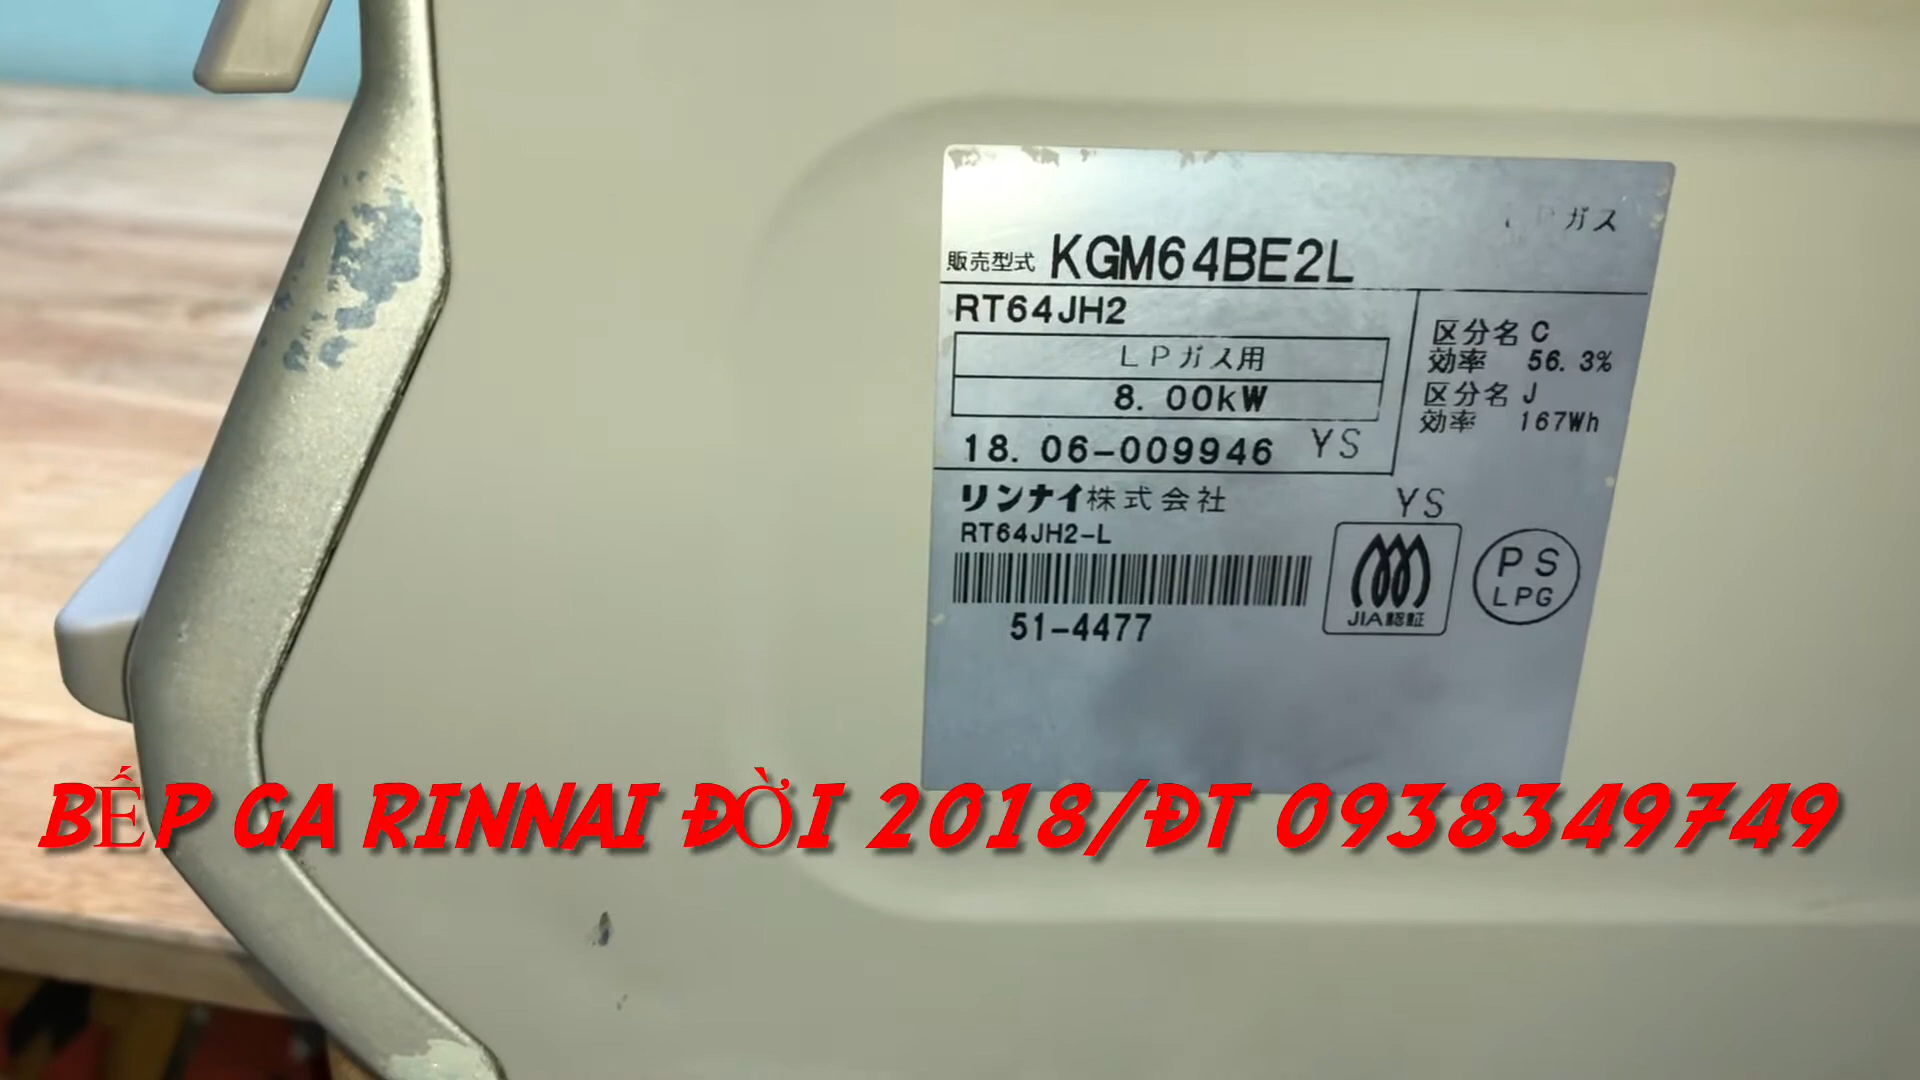 ガス
販売型式 KGM64BE2L
RT64JH2
LPガス用
8.00kW
18.06-009946 YS
区分名 C
効率 56.3%
区分名 J
効率 167Wh
リンナイ株式会社
RT64JH2-L
51-4477
YS
JIA認証
PS
LPG
BẾP GA RINNAI ĐỜI 2018/ĐT 0938349749